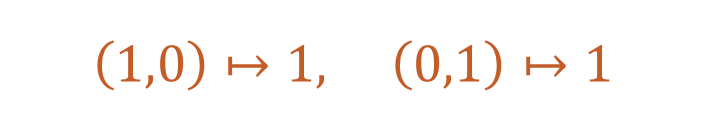 (1,0) ↦ 1, (0,1) ↦ 1